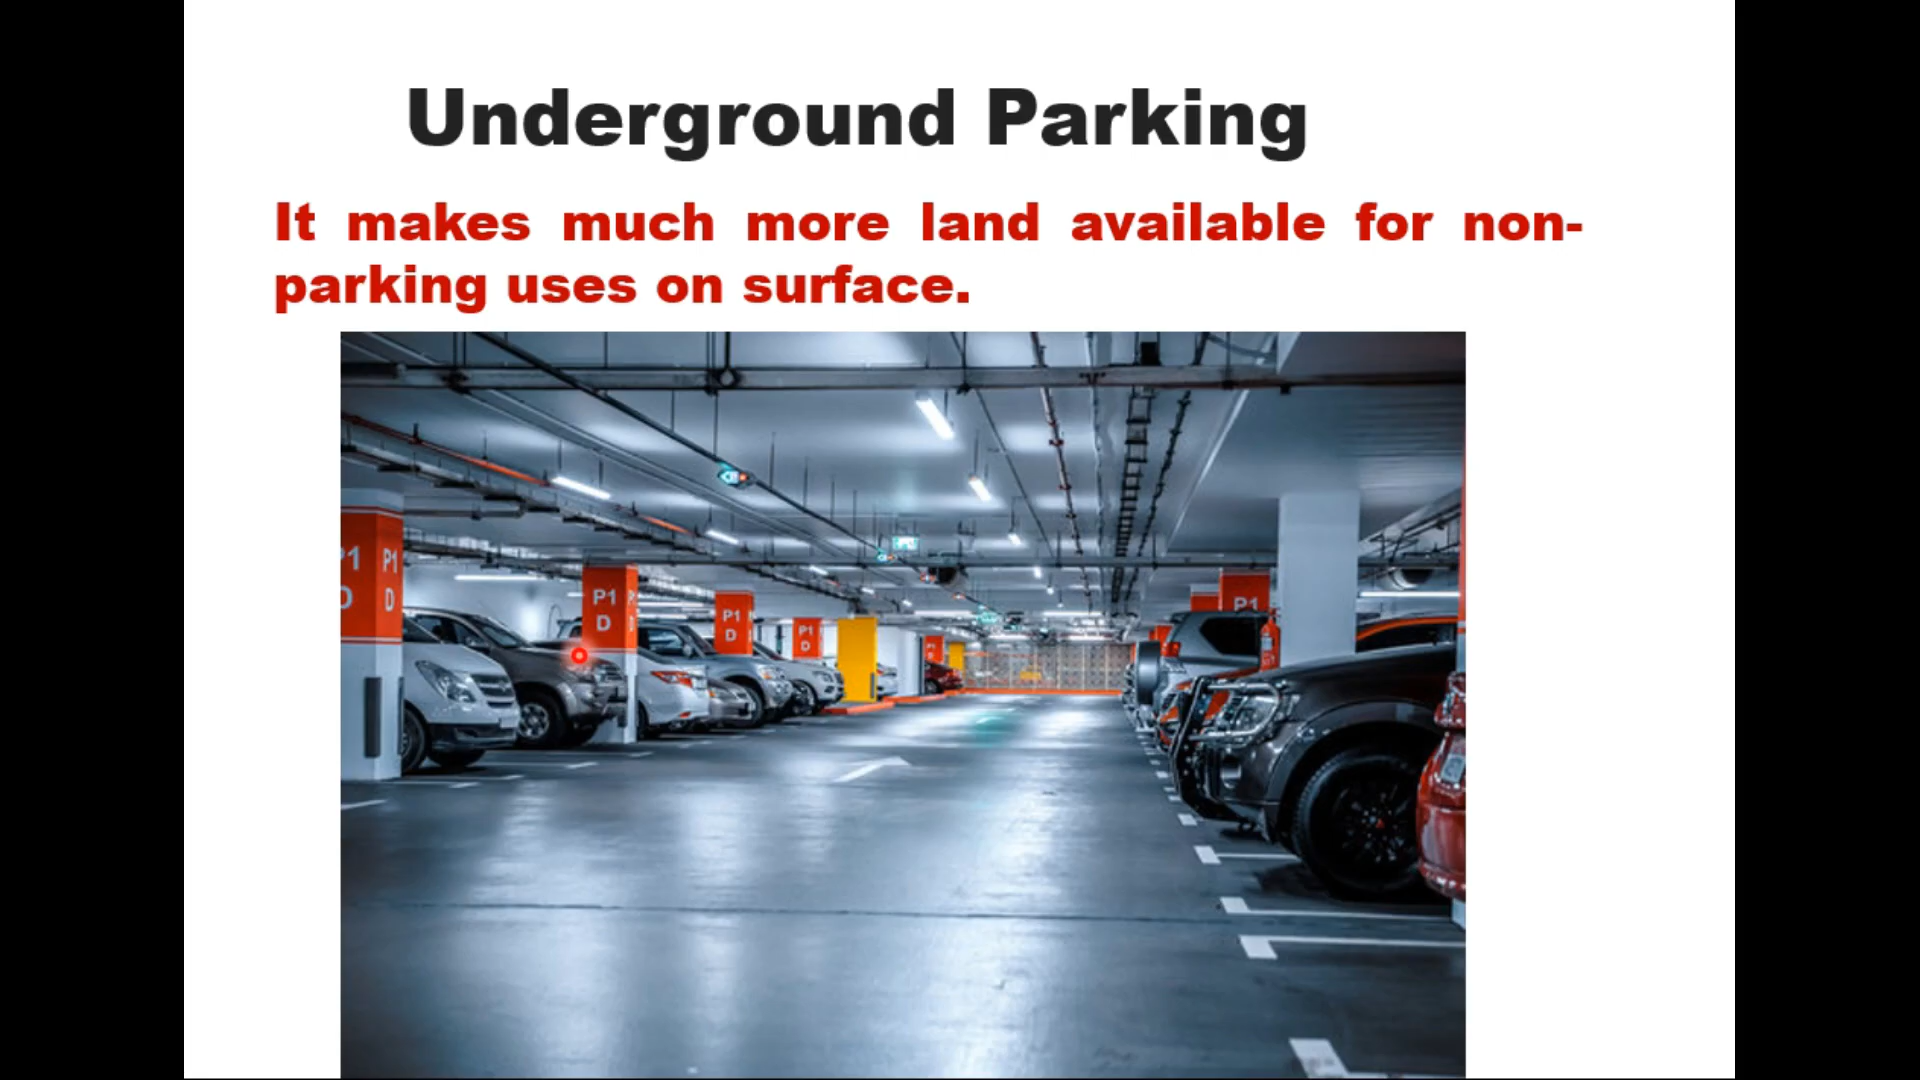 Underground Parking
It makes much more land available for non-
parking uses on surface.
P1 P1
D D
P1
D
P1
D
P1
D
P1